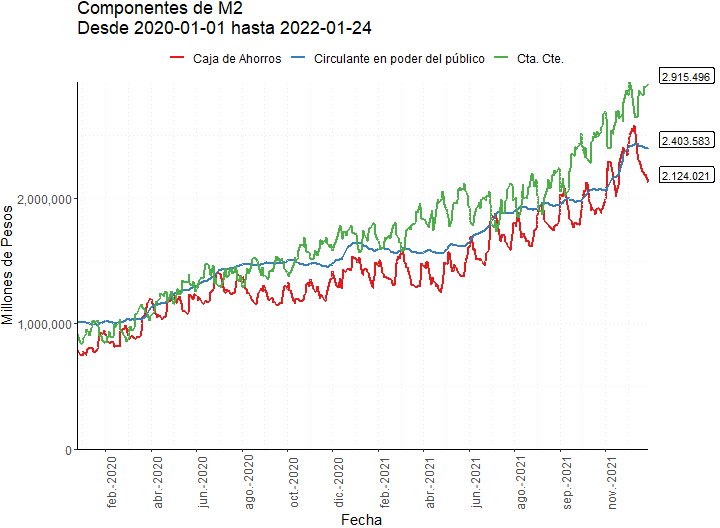 Componentes de M2
Desde 2020-01-01 hasta 2022-01-24
Caja de Ahorros Circulante en poder del público Cta. Cte.
2.915.496
2.403.583
2.124.021
Millones de Pesos
2,000,000
1,000,000
0
feb.-2020 abr.-2020 jun.-2020 ago.-2020 oct.-2020 dic.-2020 feb.-2021 abr.-2021 jun.-2021 ago.-2021 sep.-2021 nov.-2021
Fecha